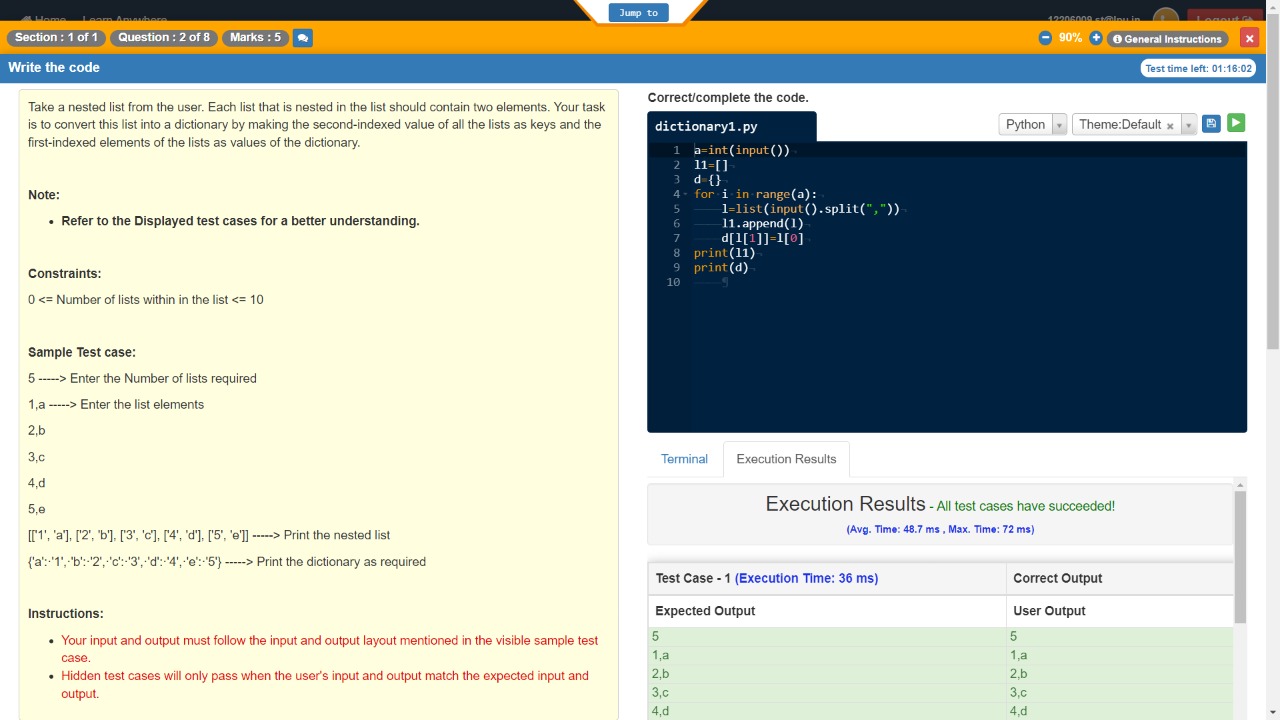 Home Learn Anywhere
Jump to
12206009.st@lpu.in
Logout
Section : 1 of 1
Question : 2 of 8
Marks : 5
90%
General Instructions
Write the code
Test time left: 01:16:02
Take a nested list from the user. Each list that is nested in the list should contain two elements. Your task
is to convert this list into a dictionary by making the second-indexed value of all the lists as keys and the
first-indexed elements of the lists as values of the dictionary.
Note:
• Refer to the Displayed test cases for a better understanding.
Constraints:
0 <= Number of lists within in the list <= 10
Sample Test case:
5 -----> Enter the Number of lists required
1,a -----> Enter the list elements
2,b
3,c
4,d
5,e
[['1', 'a'], ['2', 'b'], ['3', 'c'], ['4', 'd'], ['5', 'e']] -----> Print the nested list
{'a':·'1',·'b':·'2',·'c':·'3',·'d':·'4',·'e':·'5'} -----> Print the dictionary as required
Instructions:
• Your input and output must follow the input and output layout mentioned in the visible sample test
case.
• Hidden test cases will only pass when the user's input and output match the expected input and
output.
Correct/complete the code.
dictionary1.py
Python
Theme:Default
1 a=int(input())
2 l1=[]
3 d={}
4 for i in range(a):
5 l=list(input().split(","))
6 l1.append(l)
7 d[l[1]]=l[0]
8 print(l1)
9 print(d)
10
Terminal
Execution Results
Execution Results - All test cases have succeeded!
(Avg. Time: 48.7 ms , Max. Time: 72 ms)
Test Case - 1 (Execution Time: 36 ms) Correct Output
Expected Output User Output
5 5
1,a 1,a
2,b 2,b
3,c 3,c
4,d 4,d